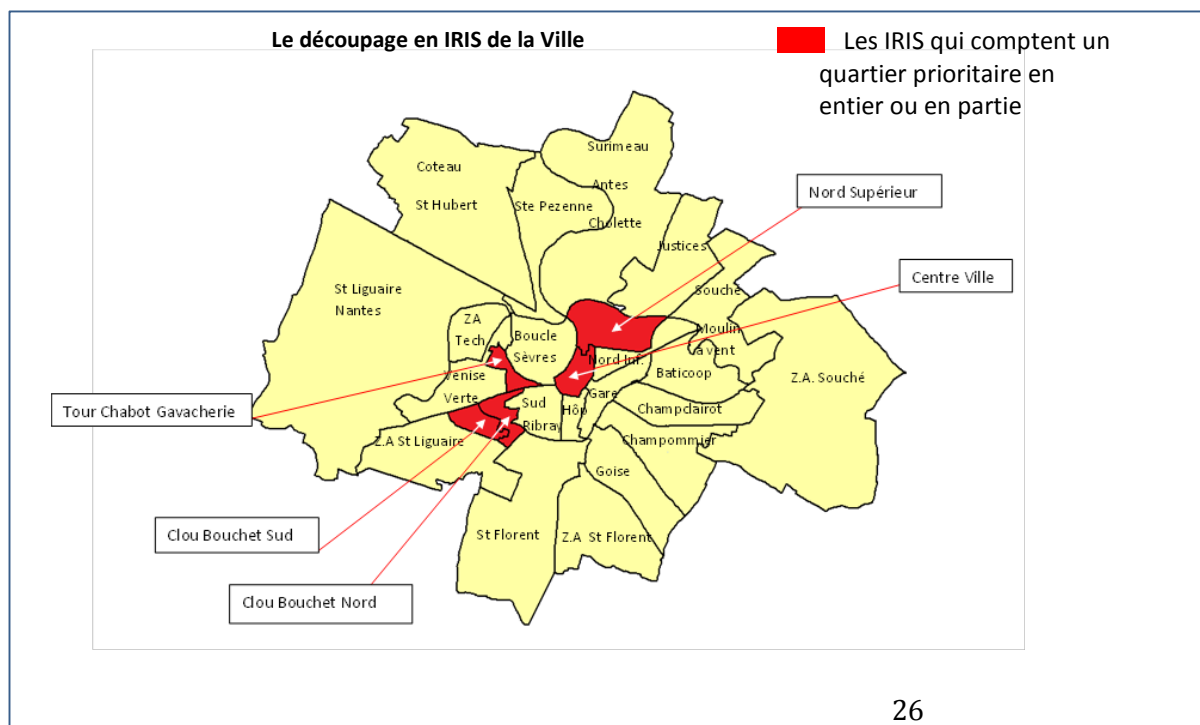 Le découpage en IRIS de la Ville
Les IRIS qui comptent un
quartier prioritaire en
entier ou en partie
Surimeau
Coteau
Antes
St Hubert
Ste Pezenne
Cholette
Nord Supérieur
Justices
Centre Ville
St Liguaire
Nantes
Souché
Z.A
Tech
Boucle
Sèvres
Moulin
à vent
Nord Inf.
Baticoop
Z.A. Souché
Venise
Verte
Gare
Tour Chabot Gavacherie
Sud
Ribray
Hôp
Champclairot
Z.A St Liguaire
Champommier
Goise
Clou Bouchet Sud
St Florent
Z.A St Florent
Clou Bouchet Nord
26